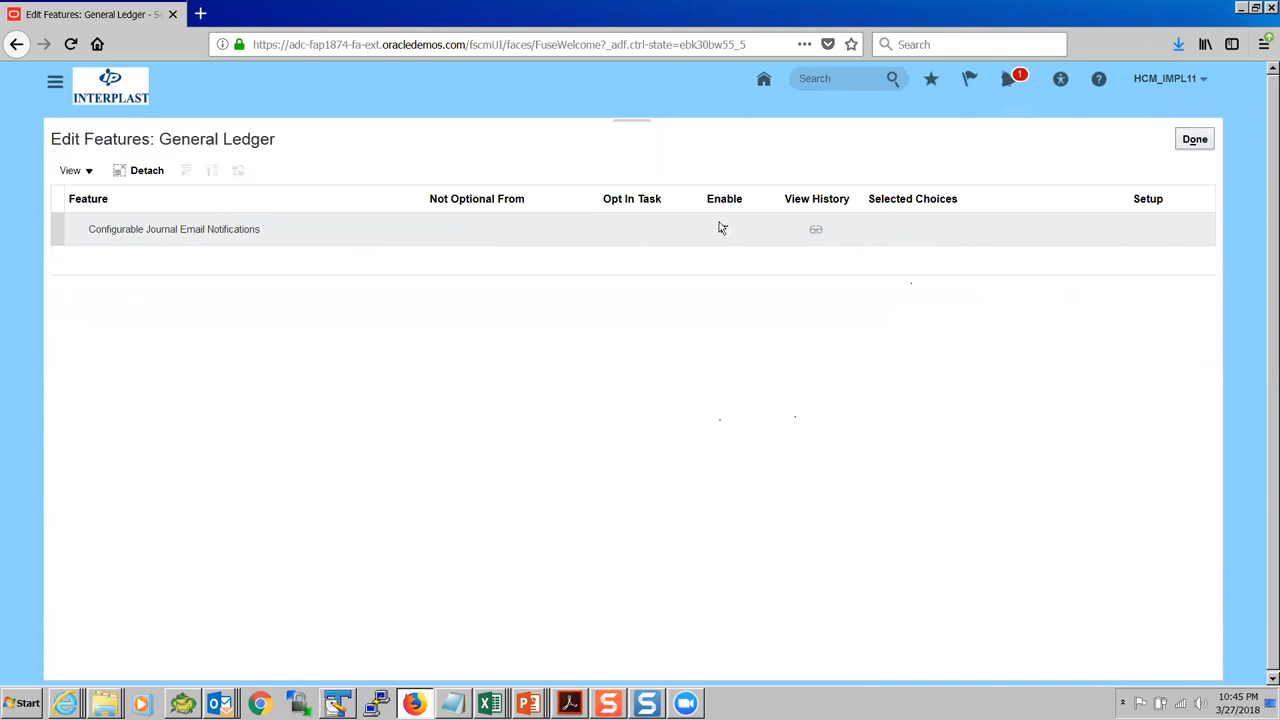 Edit Features: General Ledger - S
https://adc-fap1874-fa-ext.oracledemos.com/fscmUI/faces/FuseWelcome?_adf.ctrl-state=ebk30bw55_5
Search
INTERPLAST
Search
1
HCM_IMPL11
Edit Features: General Ledger
Done
View
Detach
Feature Not Optional From Opt In Task Enable View History Selected Choices Setup
Configurable Journal Email Notifications
Start
10:45 PM
3/27/2018